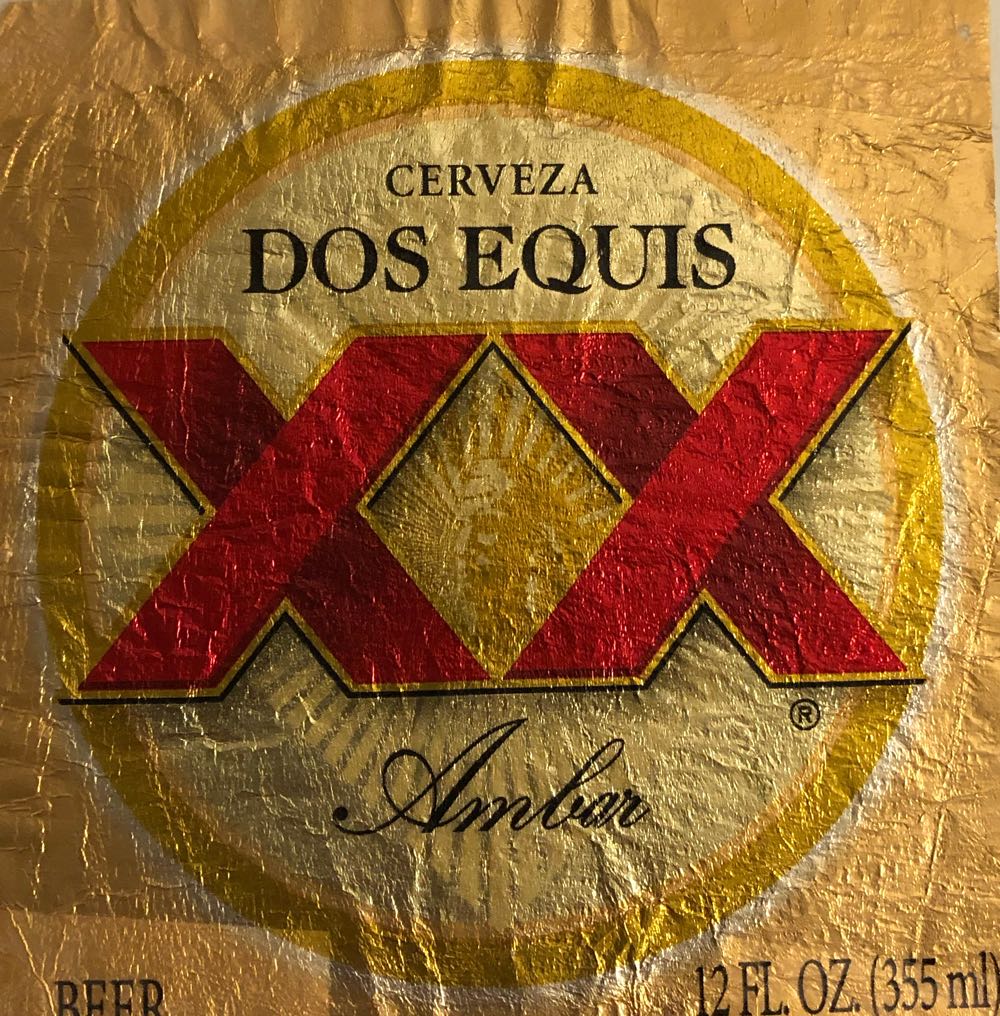 CERVEZA
DOS EQUIS
XX
®
Ambar
BEER
12 FL. OZ. (355 ml)